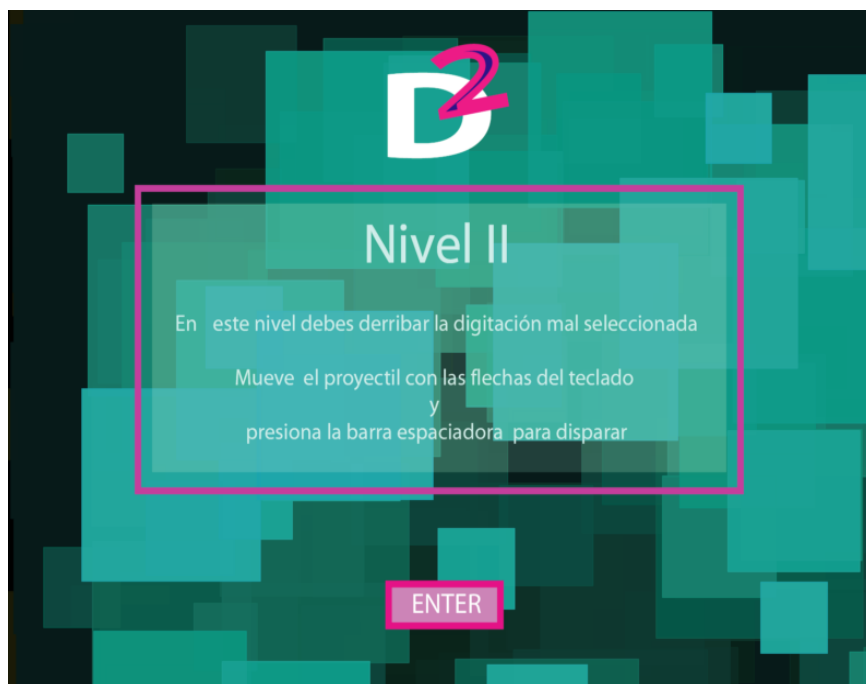 D2
Nivel II
En este nivel debes derribar la digitación mal seleccionada
Mueve el proyectil con las flechas del teclado
y
presiona la barra espaciadora para disparar
ENTER